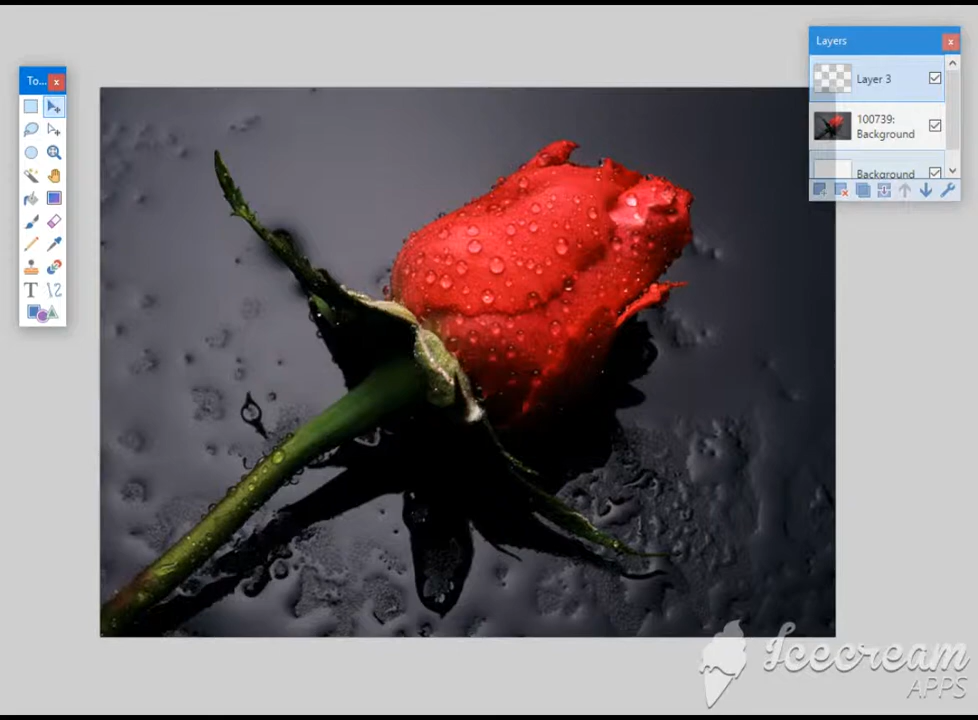 To...
Layers
Layer 3
100739:
Background
Background
T
Icecream
APPS